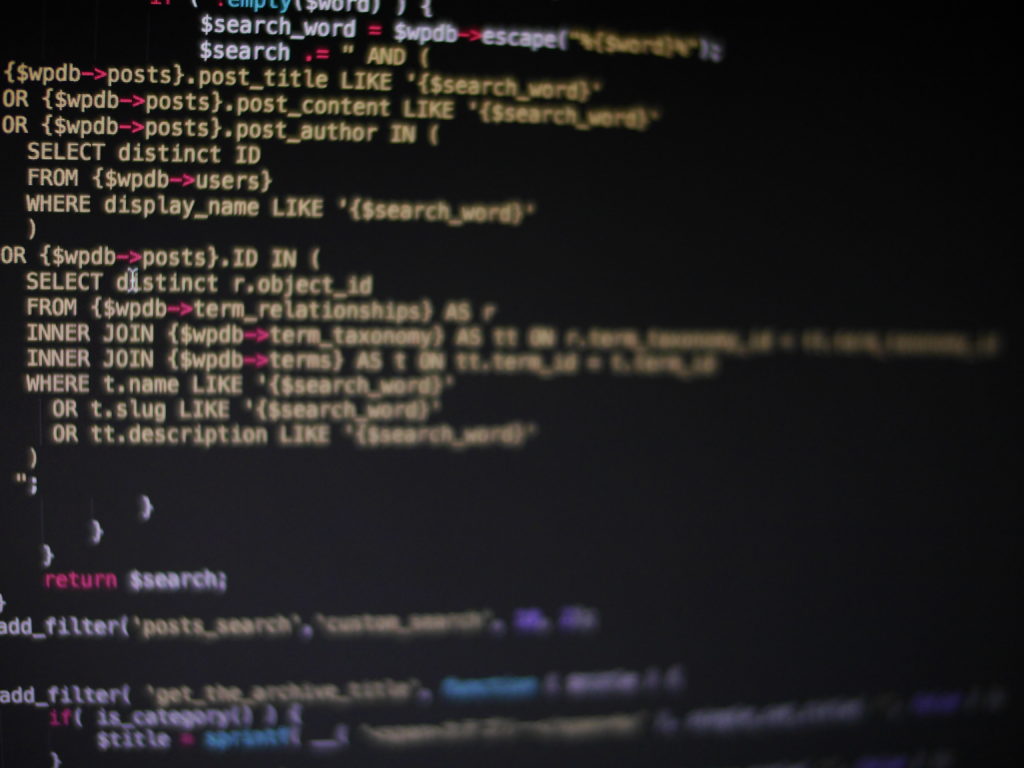 if ( !empty($word) ) {
$search_word = $wpdb->escape("%{$word}%");
$search .= " AND (
{$wpdb->posts}.post_title LIKE '{$search_word}'
OR {$wpdb->posts}.post_content LIKE '{$search_word}'
OR {$wpdb->posts}.post_author IN (
SELECT distinct ID
FROM {$wpdb->users}
WHERE display_name LIKE '{$search_word}'
)
OR {$wpdb->posts}.ID IN (
SELECT distinct r.object_id
FROM {$wpdb->term_relationships} AS r
INNER JOIN {$wpdb->term_taxonomy} AS tt ON r.term_taxonomy_id = tt.term_taxonomy_id
INNER JOIN {$wpdb->terms} AS t ON tt.term_id = t.term_id
WHERE t.name LIKE '{$search_word}'
OR t.slug LIKE '{$search_word}'
OR tt.description LIKE '{$search_word}'
)
";
}
}
}
return $search;
}
add_filter('posts_search','custom_search',
add_filter( 'get_the_archive_title', function
if( is_category() ) {
$title = sprintf( __(
}